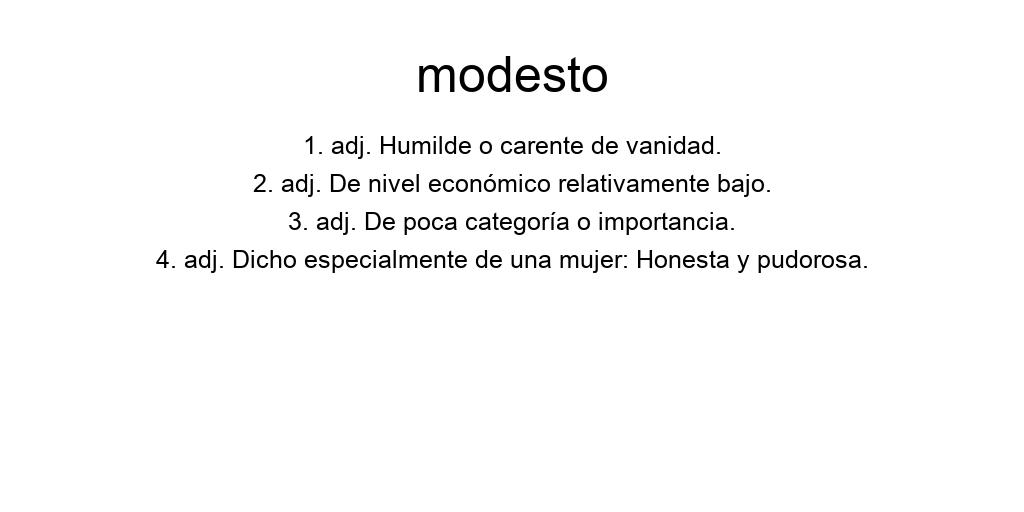 modesto
1. adj. Humilde o carente de vanidad.
2. adj. De nivel económico relativamente bajo.
3. adj. De poca categoría o importancia.
4. adj. Dicho especialmente de una mujer: Honesta y pudorosa.